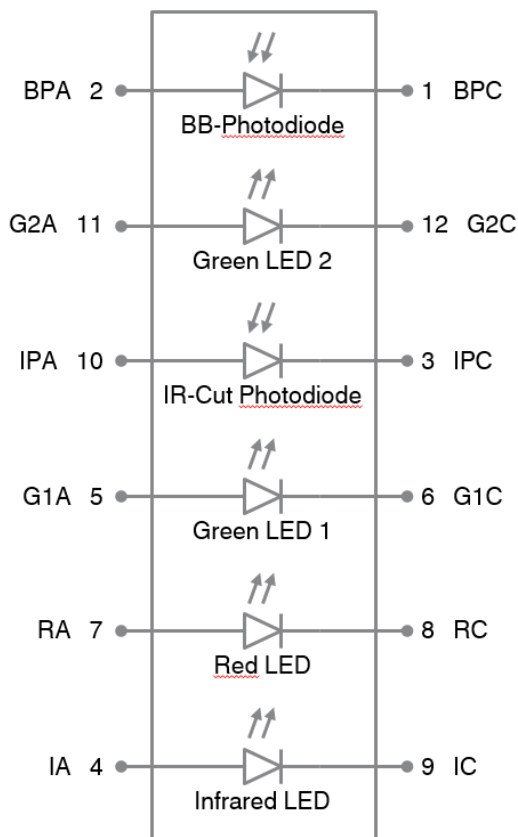 BPA 2 1 BPC
BB-Photodiode
G2A 11 12 G2C
Green LED 2
IPA 10 3 IPC
IR-Cut Photodiode
G1A 5 6 G1C
Green LED 1
RA 7 8 RC
Red LED
IA 4 9 IC
Infrared LED